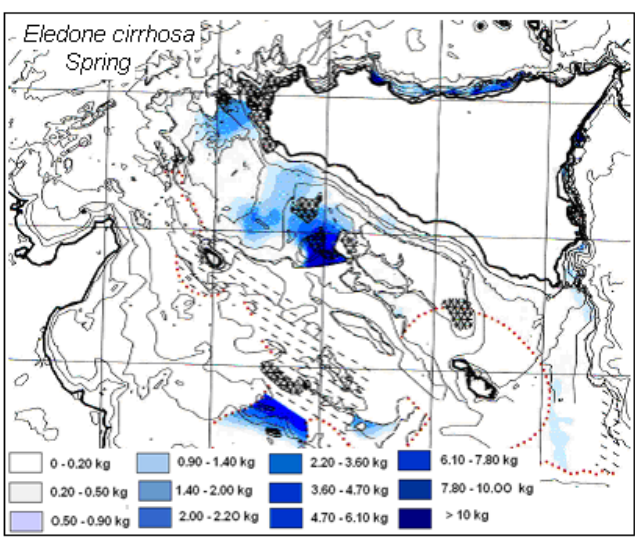 Eledone cirrhosa
Spring
0 - 0.20 kg
0.90 - 1.40 kg
2.20 - 3.60 kg
6.10 - 7.80 kg
0.20 - 0.50 kg
1.40 - 2.00 kg
3.60 - 4.70 kg
7.80 - 10.00 kg
0.50 - 0.90 kg
2.00 - 2.20 kg
4.70 - 6.10 kg
> 10 kg